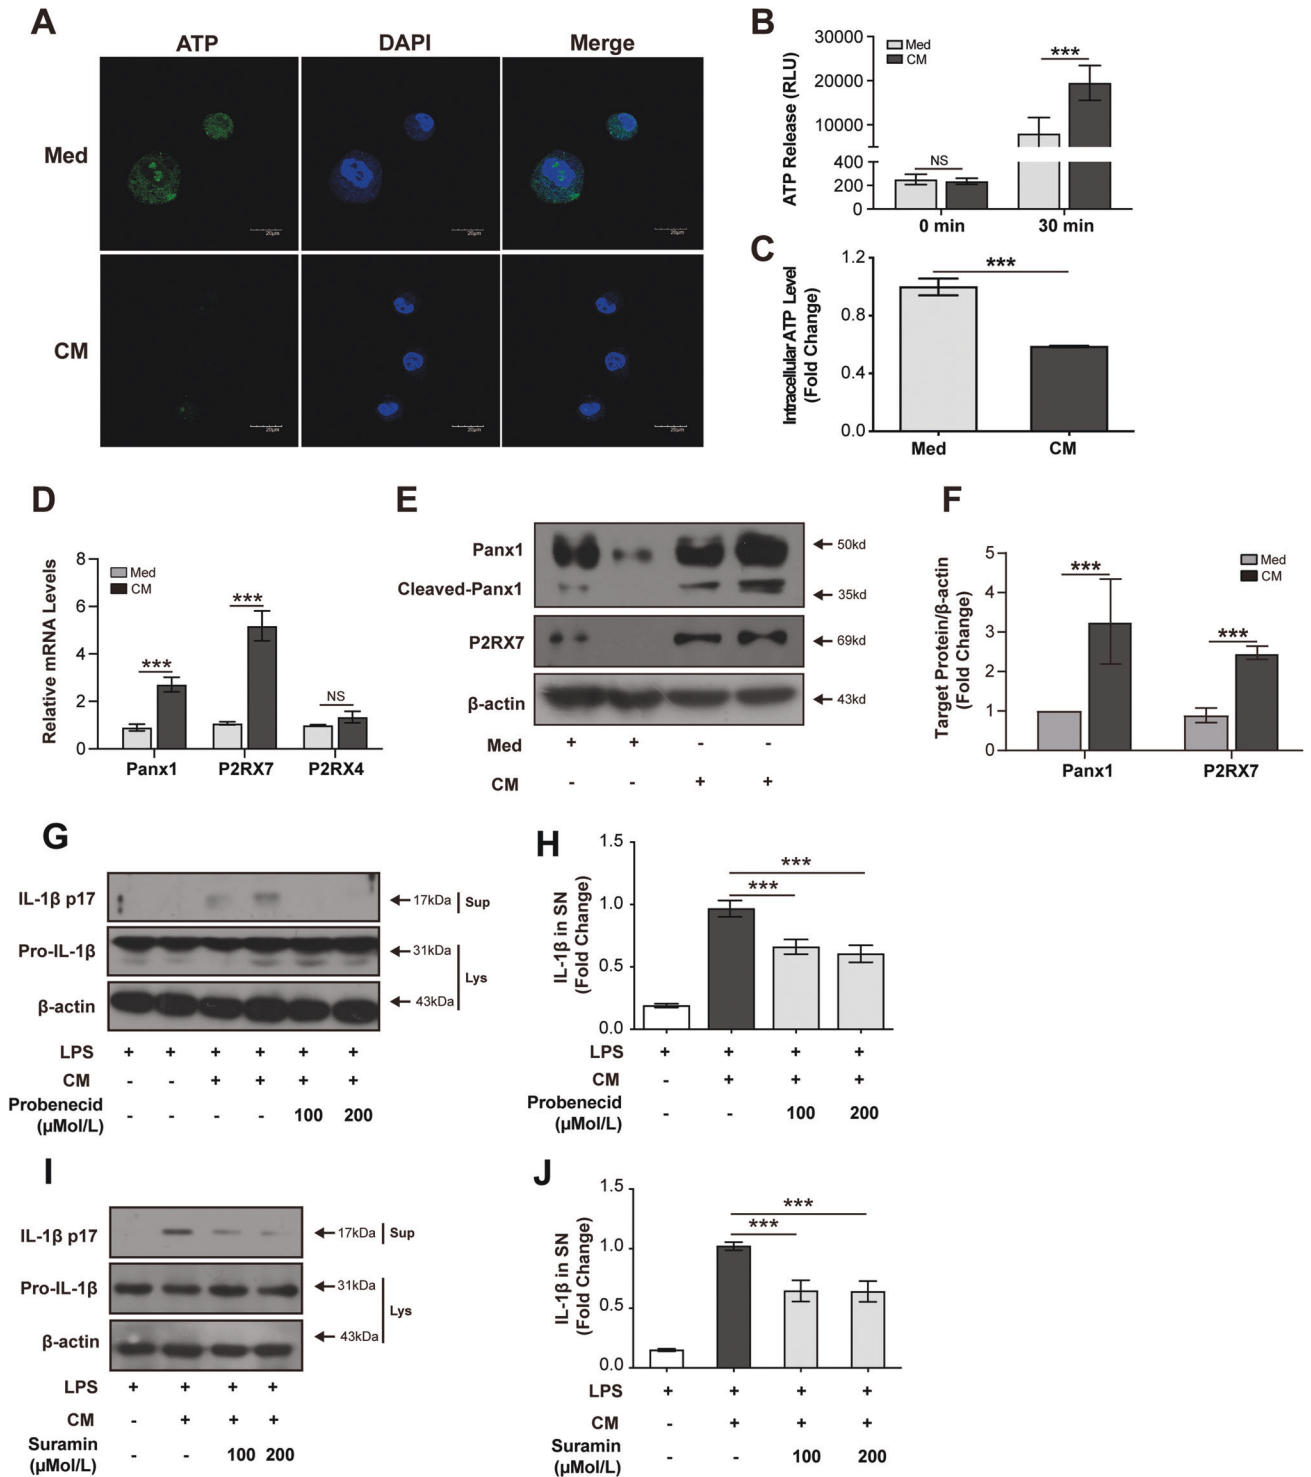 A
ATP DAPI Merge
Med
20μm 20μm 20μm
CM
20μm 20μm 20μm
B
ATP Release (RLU)
30000
20000
10000
400
200
0
Med
CM
NS
***
0 min 30 min
C
Intracellular ATP Level
(Fold Change)
1.2
0.8
0.4
0.0
***
Med CM
D
Relative mRNA Levels
8
6
4
2
0
Med
CM
***
***
NS
Panx1 P2RX7 P2RX4
E
Panx1 50kd
Cleaved-Panx1 35kd
P2RX7 69kd
β-actin 43kd
Med + + - -
CM - - + +
F
Target Protein/β-actin
(Fold Change)
5
4
3
2
1
0
Med
CM
***
***
Panx1 P2RX7
G
IL-1β p17 17kDa Sup
Pro-IL-1β 31kDa
Lys
β-actin 43kDa
LPS + + + + + +
CM - - + + + +
Probenecid
(μMol/L) - - - - 100 200
H
IL-1β in SN
(Fold Change)
1.5
1.0
0.5
0.0
***
***
LPS + + + +
CM - + + +
Probenecid
(μMol/L) - - 100 200
I
IL-1β p17 17kDa Sup
Pro-IL-1β 31kDa
Lys
β-actin 43kDa
LPS + + + +
CM - + + +
Suramin
(μMol/L) - - 100 200
J
IL-1β in SN
(Fold Change)
1.5
1.0
0.5
0.0
***
***
LPS + + + +
CM - + + +
Suramin
(μMol/L) - - 100 200